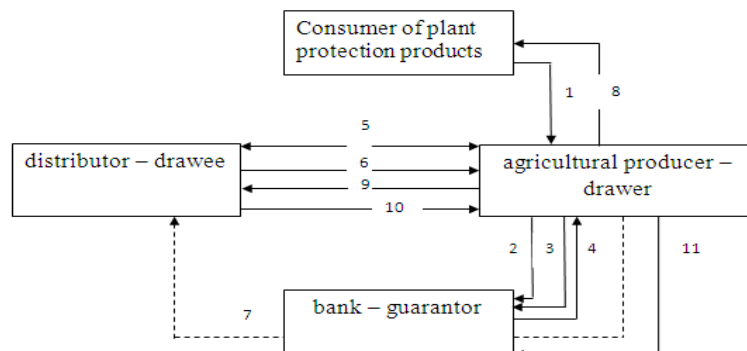 Consumer of plant
protection products
1
8
5
distributor – drawee
6
agricultural producer –
drawer
9
10
2
3
4
11
bank – guarantor
7